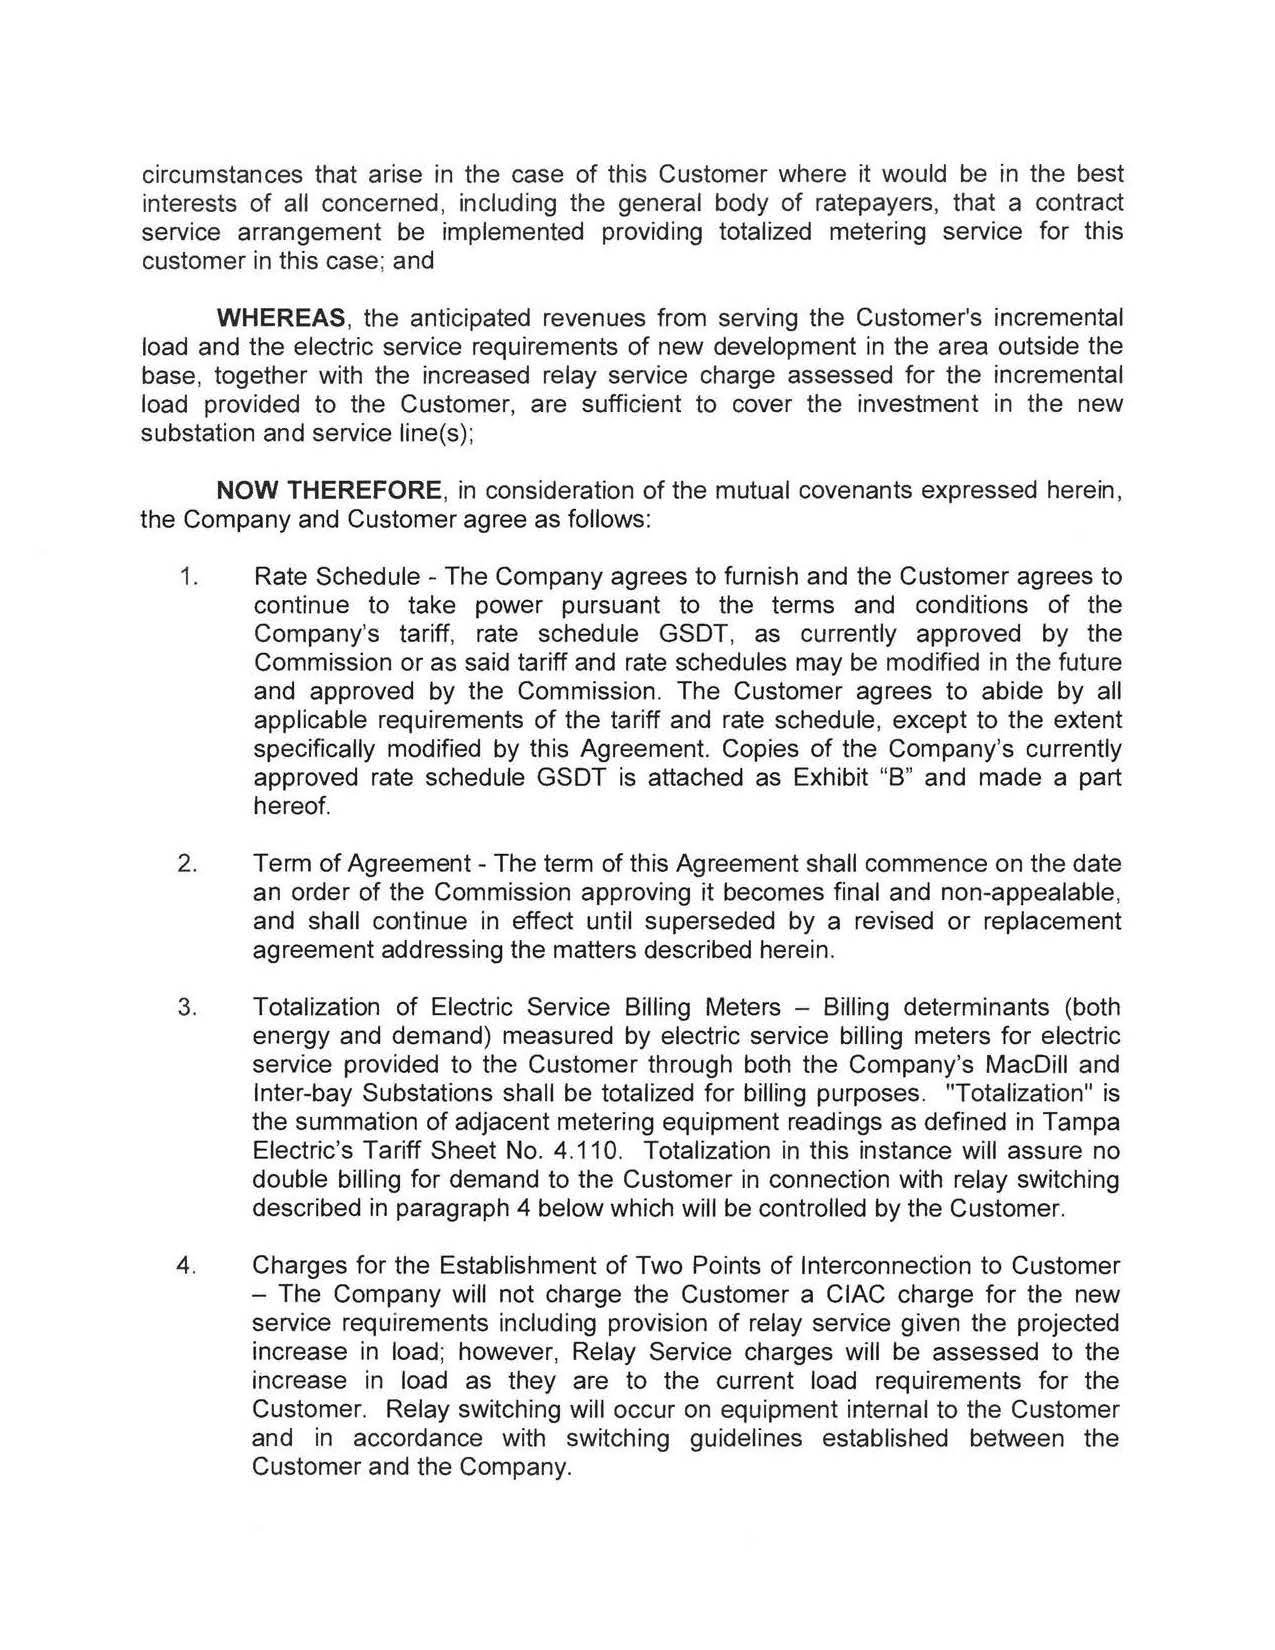 circumstances that arise in the case of this Customer where it would be in the best
interests of all concerned, including the general body of ratepayers, that a contract
service arrangement be implemented providing totalized metering service for this
customer in this case; and
WHEREAS, the anticipated revenues from serving the Customer's incremental
load and the electric service requirements of new development in the area outside the
base, together with the increased relay service charge assessed for the incremental
load provided to the Customer, are sufficient to cover the investment in the new
substation and service line(s);
NOW THEREFORE, in consideration of the mutual covenants expressed herein,
the Company and Customer agree as follows:
1. Rate Schedule - The Company agrees to furnish and the Customer agrees to
continue to take power pursuant to the terms and conditions of the
Company's tariff, rate schedule GSDT, as currently approved by the
Commission or as said tariff and rate schedules may be modified in the future
and approved by the Commission. The Customer agrees to abide by all
applicable requirements of the tariff and rate schedule, except to the extent
specifically modified by this Agreement. Copies of the Company's currently
approved rate schedule GSDT is attached as Exhibit “B” and made a part
hereof.
2. Term of Agreement - The term of this Agreement shall commence on the date
an order of the Commission approving it becomes final and non-appealable,
and shall continue in effect until superseded by a revised or replacement
agreement addressing the matters described herein.
3. Totalization of Electric Service Billing Meters – Billing determinants (both
energy and demand) measured by electric service billing meters for electric
service provided to the Customer through both the Company's MacDill and
Inter-bay Substations shall be totalized for billing purposes. "Totalization" is
the summation of adjacent metering equipment readings as defined in Tampa
Electric's Tariff Sheet No. 4.110. Totalization in this instance will assure no
double billing for demand to the Customer in connection with relay switching
described in paragraph 4 below which will be controlled by the Customer.
4. Charges for the Establishment of Two Points of Interconnection to Customer
– The Company will not charge the Customer a CIAC charge for the new
service requirements including provision of relay service given the projected
increase in load; however, Relay Service charges will be assessed to the
increase in load as they are to the current load requirements for the
Customer. Relay switching will occur on equipment internal to the Customer
and in accordance with switching guidelines established between the
Customer and the Company.